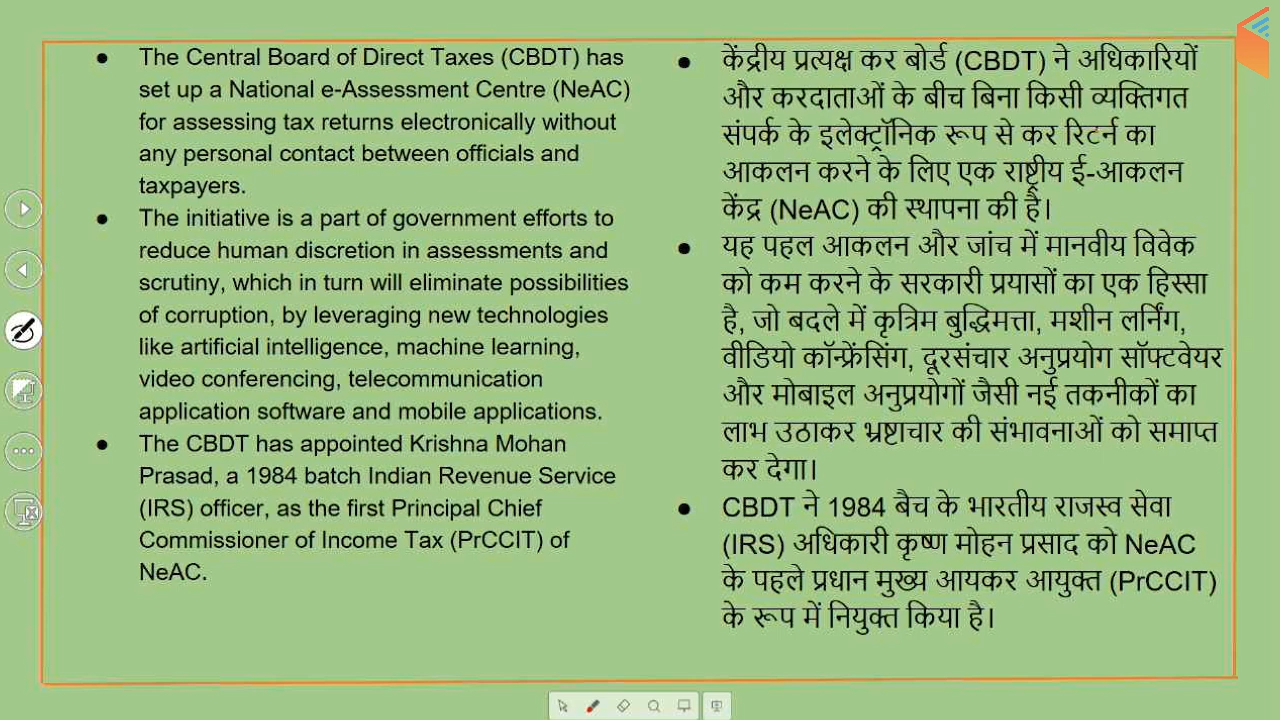 ● The Central Board of Direct Taxes (CBDT) has
set up a National e-Assessment Centre (NeAC)
for assessing tax returns electronically without
any personal contact between officials and
taxpayers.
● The initiative is a part of government efforts to
reduce human discretion in assessments and
scrutiny, which in turn will eliminate possibilities
of corruption, by leveraging new technologies
like artificial intelligence, machine learning,
video conferencing, telecommunication
application software and mobile applications.
● The CBDT has appointed Krishna Mohan
Prasad, a 1984 batch Indian Revenue Service
(IRS) officer, as the first Principal Chief
Commissioner of Income Tax (PrCCIT) of
NeAC.
● केंद्रीय प्रत्यक्ष कर बोर्ड (CBDT) ने अधिकारियों
और करदाताओं के बीच बिना किसी व्यक्तिगत
संपर्क के इलेक्ट्रॉनिक रूप से कर रिटर्न का
आकलन करने के लिए एक राष्ट्रीय ई-आकलन
केंद्र (NeAC) की स्थापना की है।
● यह पहल आकलन और जांच में मानवीय विवेक
को कम करने के सरकारी प्रयासों का एक हिस्सा
है, जो बदले में कृत्रिम बुद्धिमत्ता, मशीन लर्निंग,
वीडियो कॉन्फ्रेंसिंग, दूरसंचार अनुप्रयोग सॉफ्टवेयर
और मोबाइल अनुप्रयोगों जैसी नई तकनीकों का
लाभ उठाकर भ्रष्टाचार की संभावनाओं को समाप्त
कर देगा।
● CBDT ने 1984 बैच के भारतीय राजस्व सेवा
(IRS) अधिकारी कृष्ण मोहन प्रसाद को NeAC
के पहले प्रधान मुख्य आयकर आयुक्त (PrCCIT)
के रूप में नियुक्त किया है।